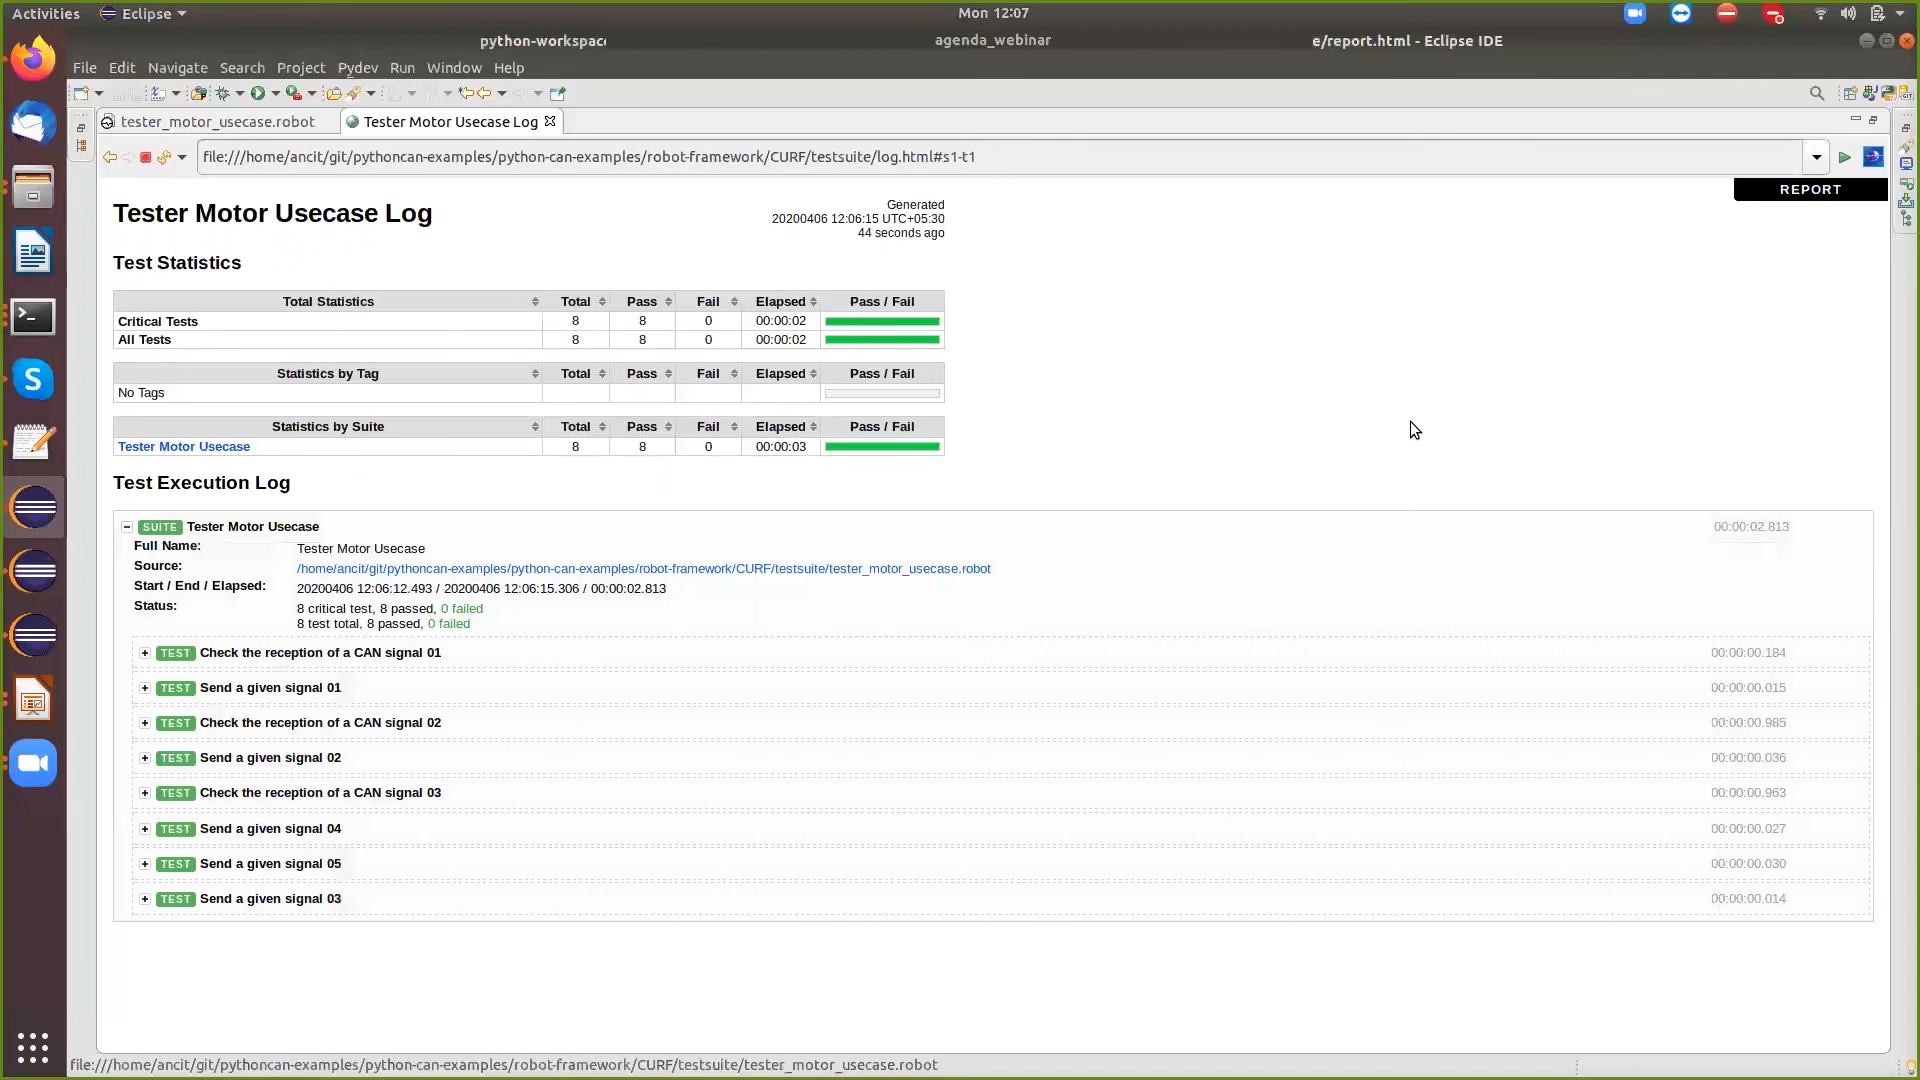 Activities Eclipse Mon 12:07
python-workspace agenda_webinar e/report.html - Eclipse IDE
File Edit Navigate Search Project Pydev Run Window Help
tester_motor_usecase.robot Tester Motor Usecase Log
file:///home/ancit/git/pythoncan-examples/python-can-examples/robot-framework/CURF/testsuite/log.html#s1-t1
REPORT
Tester Motor Usecase Log
Generated
20200406 12:06:15 UTC+05:30
44 seconds ago
Test Statistics
Total Statistics Total Pass Fail Elapsed Pass / Fail
Critical Tests 8 8 0 00:00:02
All Tests 8 8 0 00:00:02
Statistics by Tag Total Pass Fail Elapsed Pass / Fail
No Tags
Statistics by Suite Total Pass Fail Elapsed Pass / Fail
Tester Motor Usecase 8 8 0 00:00:03
Test Execution Log
SUITE Tester Motor Usecase 00:00:02.813
Full Name: Tester Motor Usecase
Source: /home/ancit/git/pythoncan-examples/python-can-examples/robot-framework/CURF/testsuite/tester_motor_usecase.robot
Start / End / Elapsed: 20200406 12:06:12.493 / 20200406 12:06:15.306 / 00:00:02.813
Status: 8 critical test, 8 passed, 0 failed
8 test total, 8 passed, 0 failed
TEST Check the reception of a CAN signal 01 00:00:00.184
TEST Send a given signal 01 00:00:00.015
TEST Check the reception of a CAN signal 02 00:00:00.985
TEST Send a given signal 02 00:00:00.036
TEST Check the reception of a CAN signal 03 00:00:00.963
TEST Send a given signal 04 00:00:00.027
TEST Send a given signal 05 00:00:00.030
TEST Send a given signal 03 00:00:00.014
file:///home/ancit/git/pythoncan-examples/python-can-examples/robot-framework/CURF/testsuite/tester_motor_usecase.robot